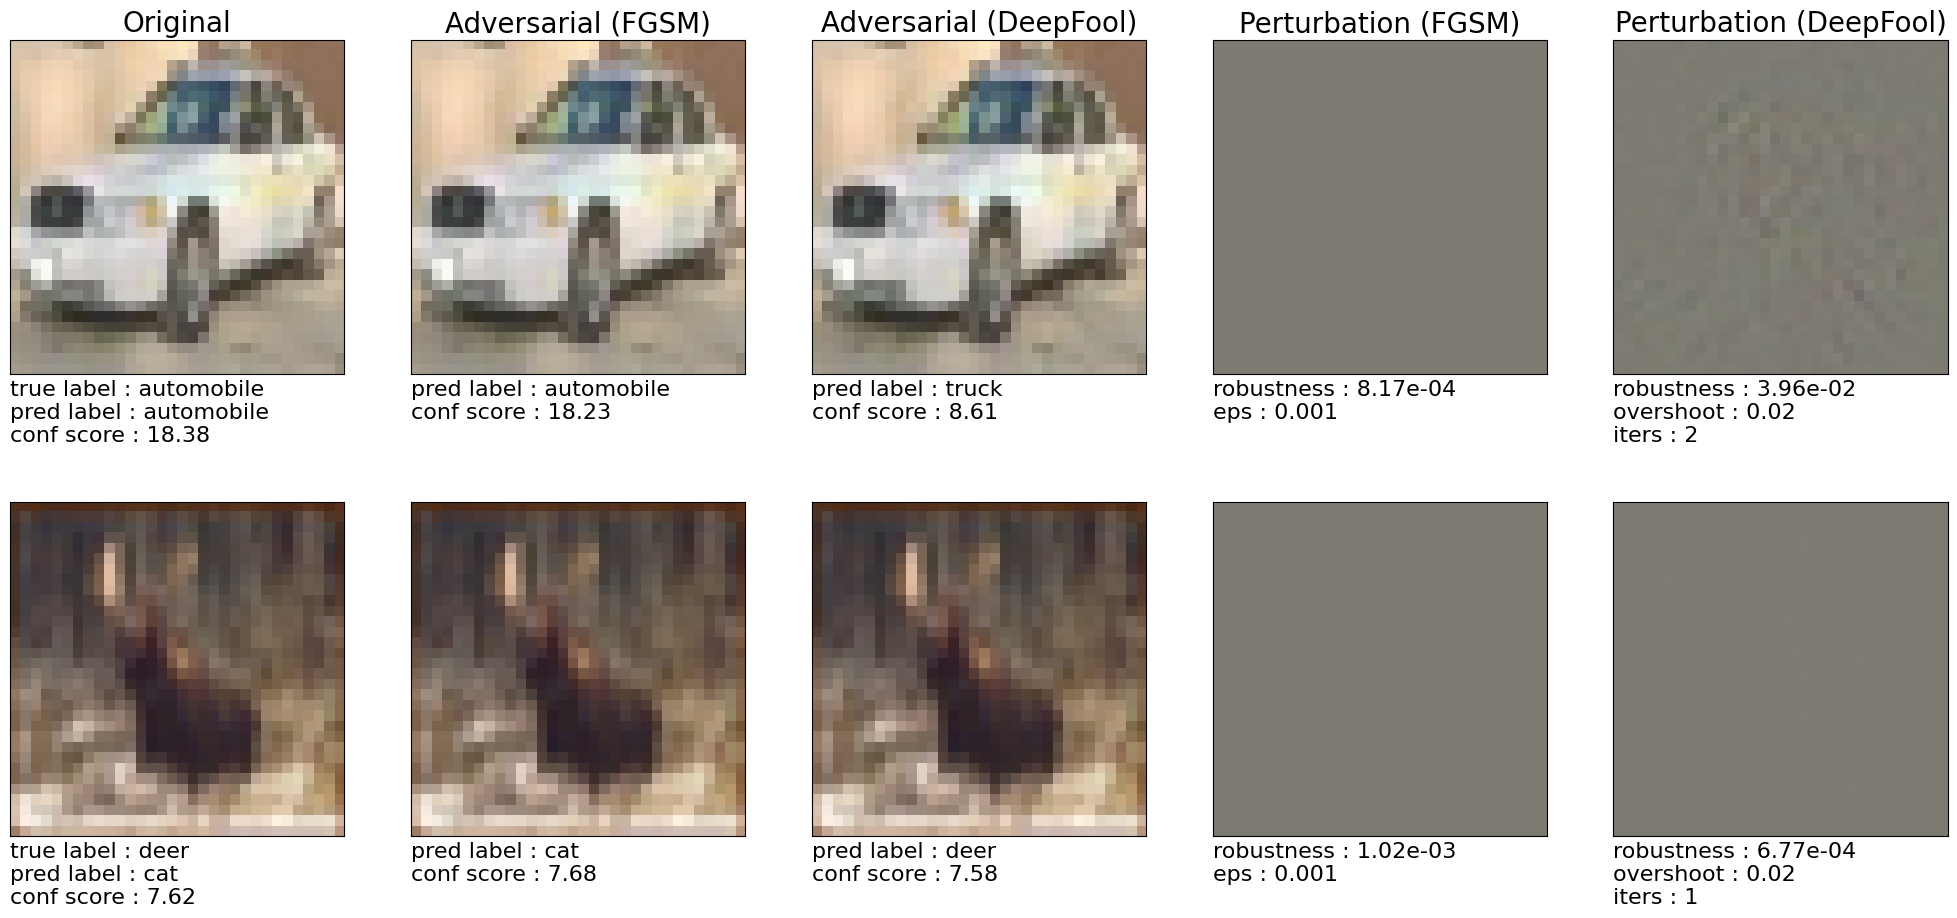 Original
Adversarial (FGSM)
Adversarial (DeepFool)
Perturbation (FGSM)
Perturbation (DeepFool)
true label : automobile
pred label : automobile
conf score : 18.38
pred label : automobile
conf score : 18.23
pred label : truck
conf score : 8.61
robustness : 8.17e-04
eps : 0.001
robustness : 3.96e-02
overshoot : 0.02
iters : 2
true label : deer
pred label : cat
conf score : 7.62
pred label : cat
conf score : 7.68
pred label : deer
conf score : 7.58
robustness : 1.02e-03
eps : 0.001
robustness : 6.77e-04
overshoot : 0.02
iters : 1